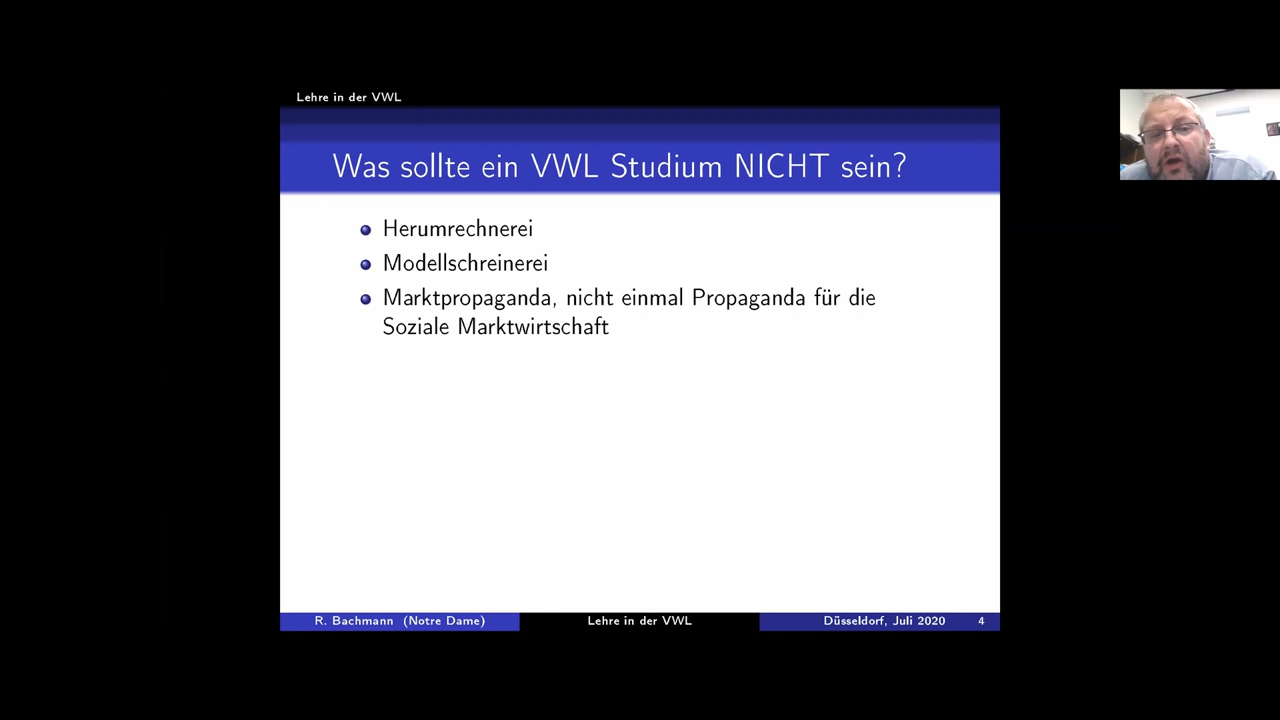 Lehre in der VWL
Was sollte ein VWL Studium NICHT sein?
Herumrechnerei
Modellschreinerei
Marktpropaganda, nicht einmal Propaganda für die
Soziale Marktwirtschaft
R. Bachmann (Notre Dame)
Lehre in der VWL
Düsseldorf, Juli 2020
4